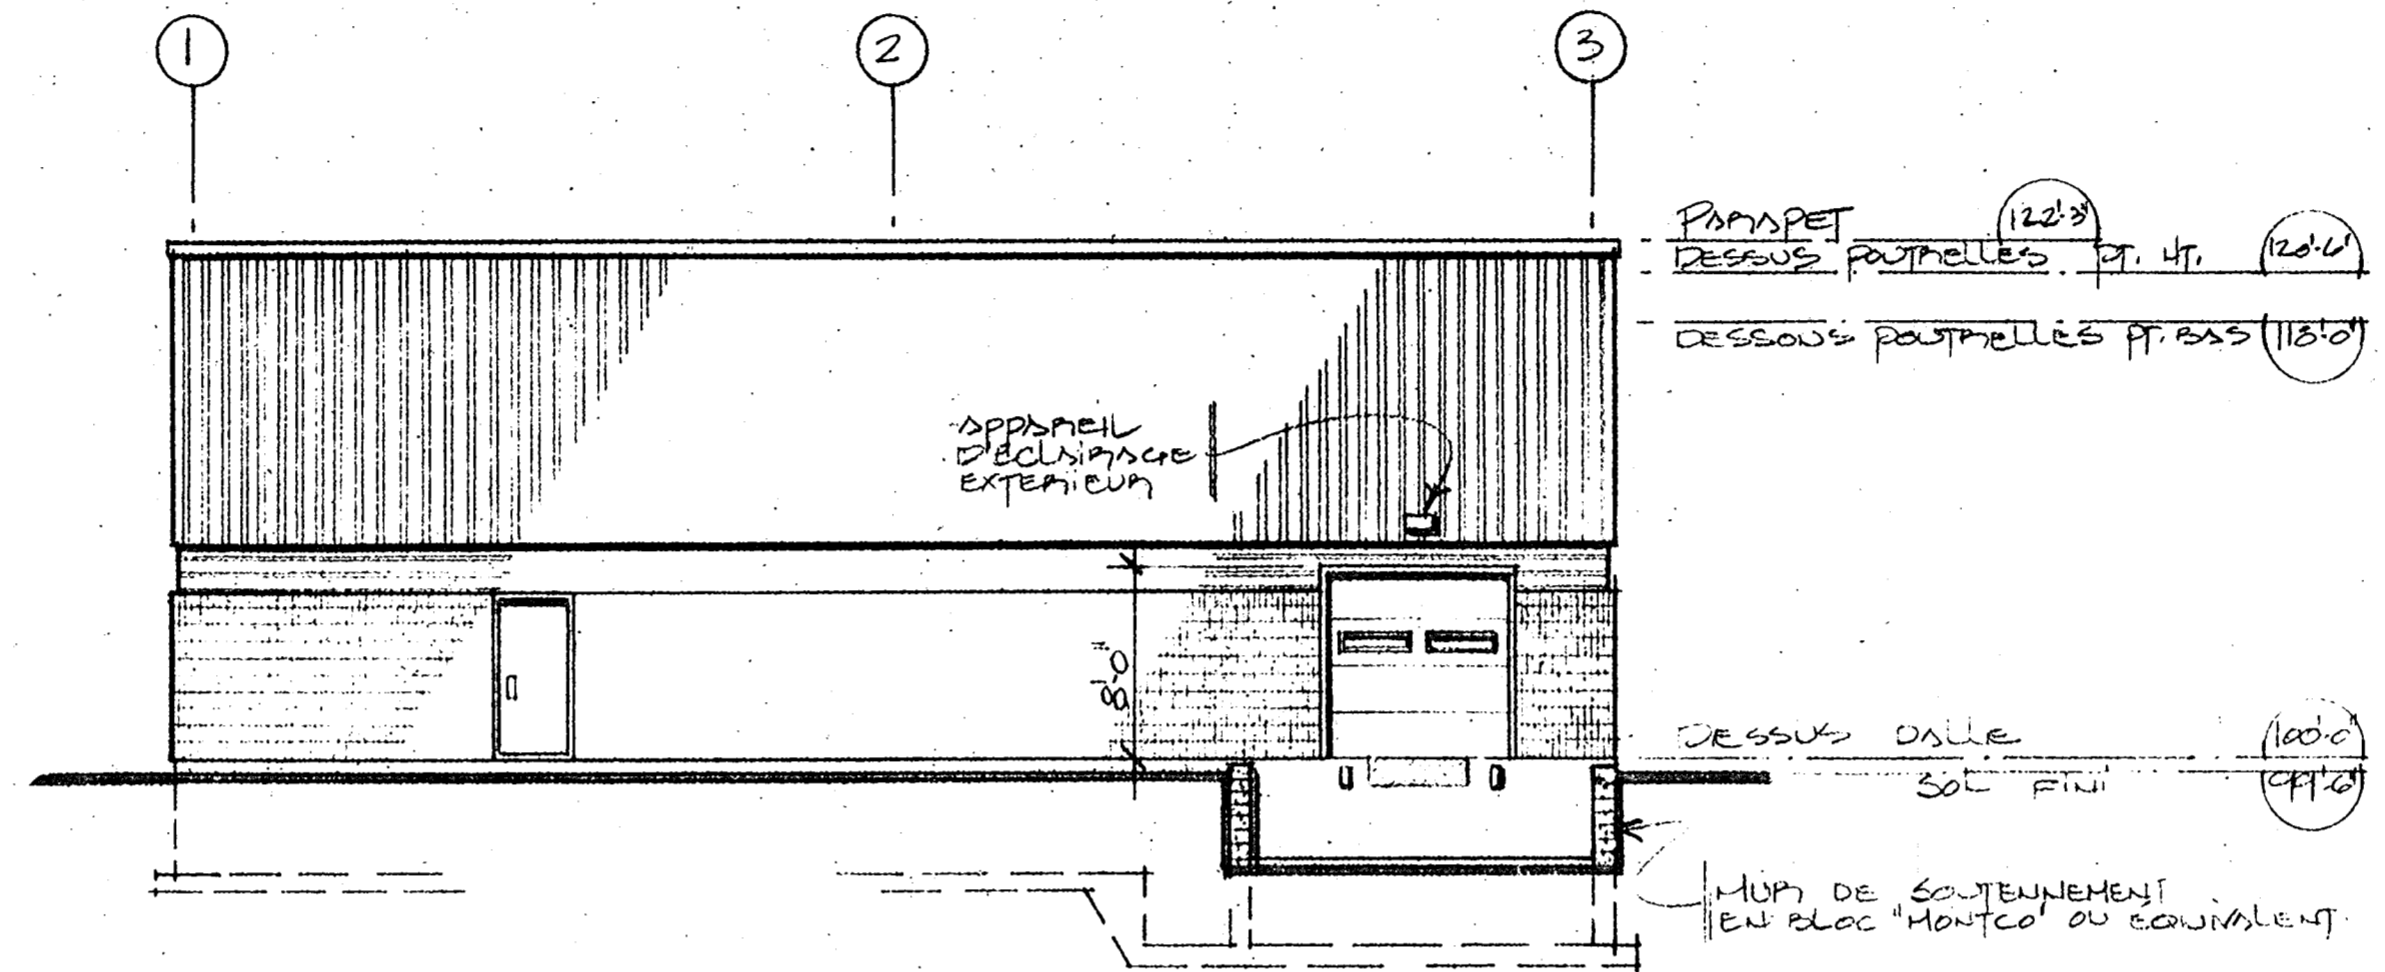 1
2
3
PARAPET 122'-3"
DESSUS POUTRELLES PT. HT. 120'-6"
DESSOUS POUTRELLES PT. BAS 118'-0"
APPAREIL
D'ECLAIRAGE
EXTERIEUR
8'-0"
DESSUS DALLE 100'-0"
SOL FINI 99'-6"
MUR DE SOUTENNEMENT
EN BLOC "MONTCO" OU ÉQUIVALENT.